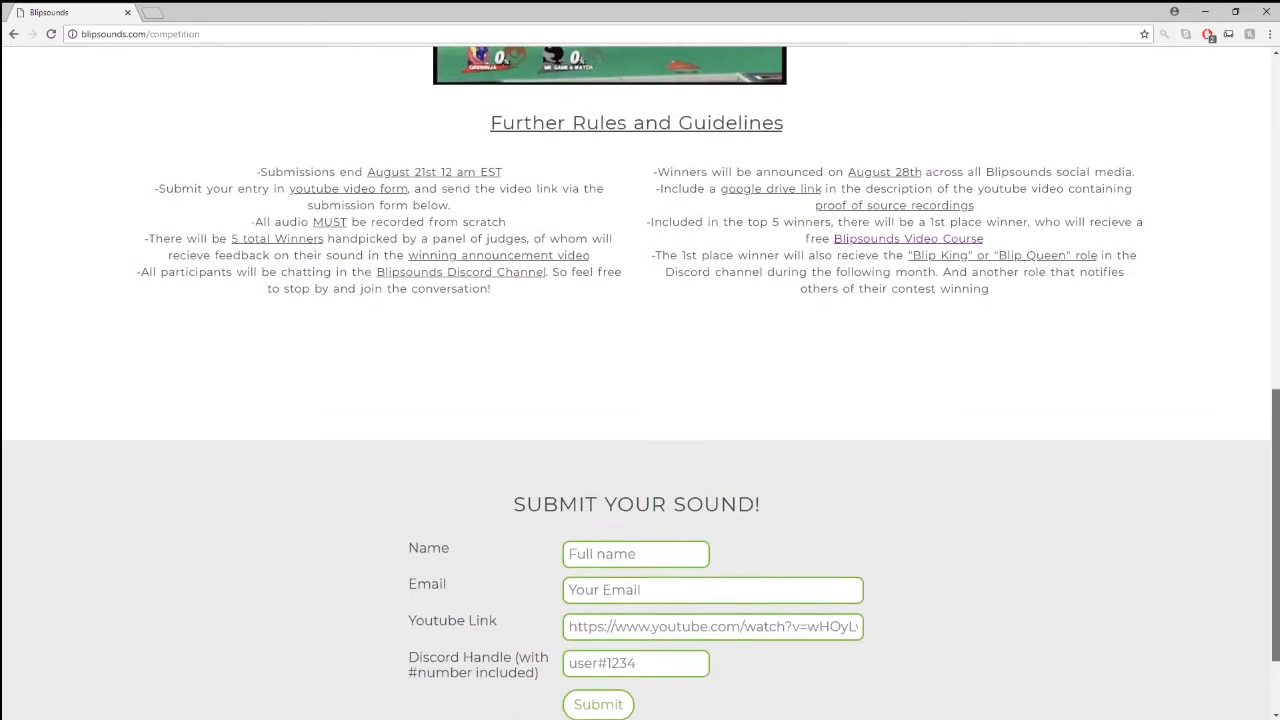 Blipsounds
blipsounds.com/competition
0%
0%
MR. GAME & WATCH
Further Rules and Guidelines
-Submissions end August 21st 12 am EST
-Submit your entry in youtube video form, and send the video link via the
submission form below.
-All audio MUST be recorded from scratch
-There will be 5 total Winners handpicked by a panel of judges, of whom will
recieve feedback on their sound in the winning announcement video
-All participants will be chatting in the Blipsounds Discord Channel. So feel free
to stop by and join the conversation!
-Winners will be announced on August 28th across all Blipsounds social media.
-Include a google drive link in the description of the youtube video containing
proof of source recordings
-Included in the top 5 winners, there will be a 1st place winner, who will recieve a
free Blipsounds Video Course
-The 1st place winner will also recieve the "Blip King" or "Blip Queen" role in the
Discord channel during the following month. And another role that notifies
others of their contest winning
SUBMIT YOUR SOUND!
Name
Full name
Email
Your Email
Youtube Link
https://www.youtube.com/watch?v=wHOyL
Discord Handle (with
#number included)
user#1234
Submit